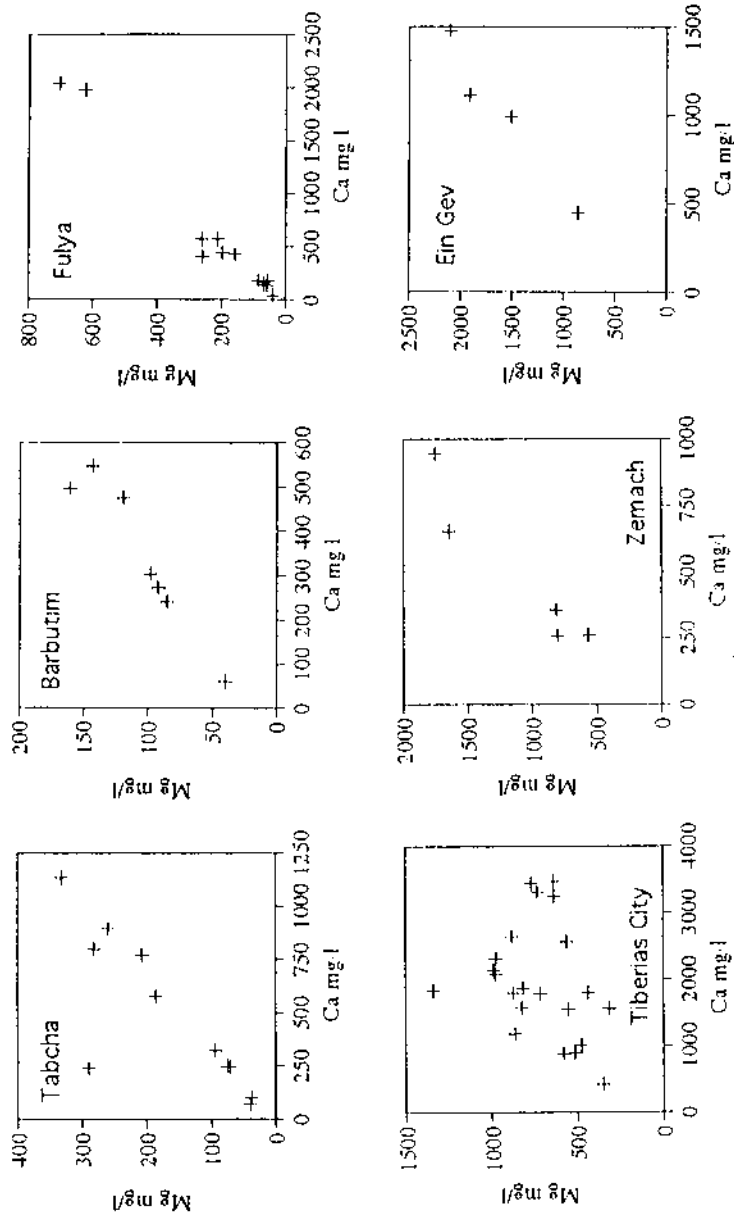 Tabcha
Mg mg/l
400
300
200
100
0
0 250 500 750 1000 1250
Ca mg/l
Barbutim
Mg mg/l
200
150
100
50
0
0 100 200 300 400 500 600
Ca mg/l
Fulya
Mg mg/l
800
600
400
200
0
0 500 1000 1500 2000 2500
Ca mg/l
Tiberias City
Mg mg/l
1500
1000
500
0
0 1000 2000 3000 4000
Ca mg/l
Zemach
Mg mg/l
2000
1500
1000
500
0
0 250 500 750 1000
Ca mg/l
Ein Gev
Mg mg/l
2500
2000
1500
1000
500
0
0 500 1000 1500
Ca mg/l